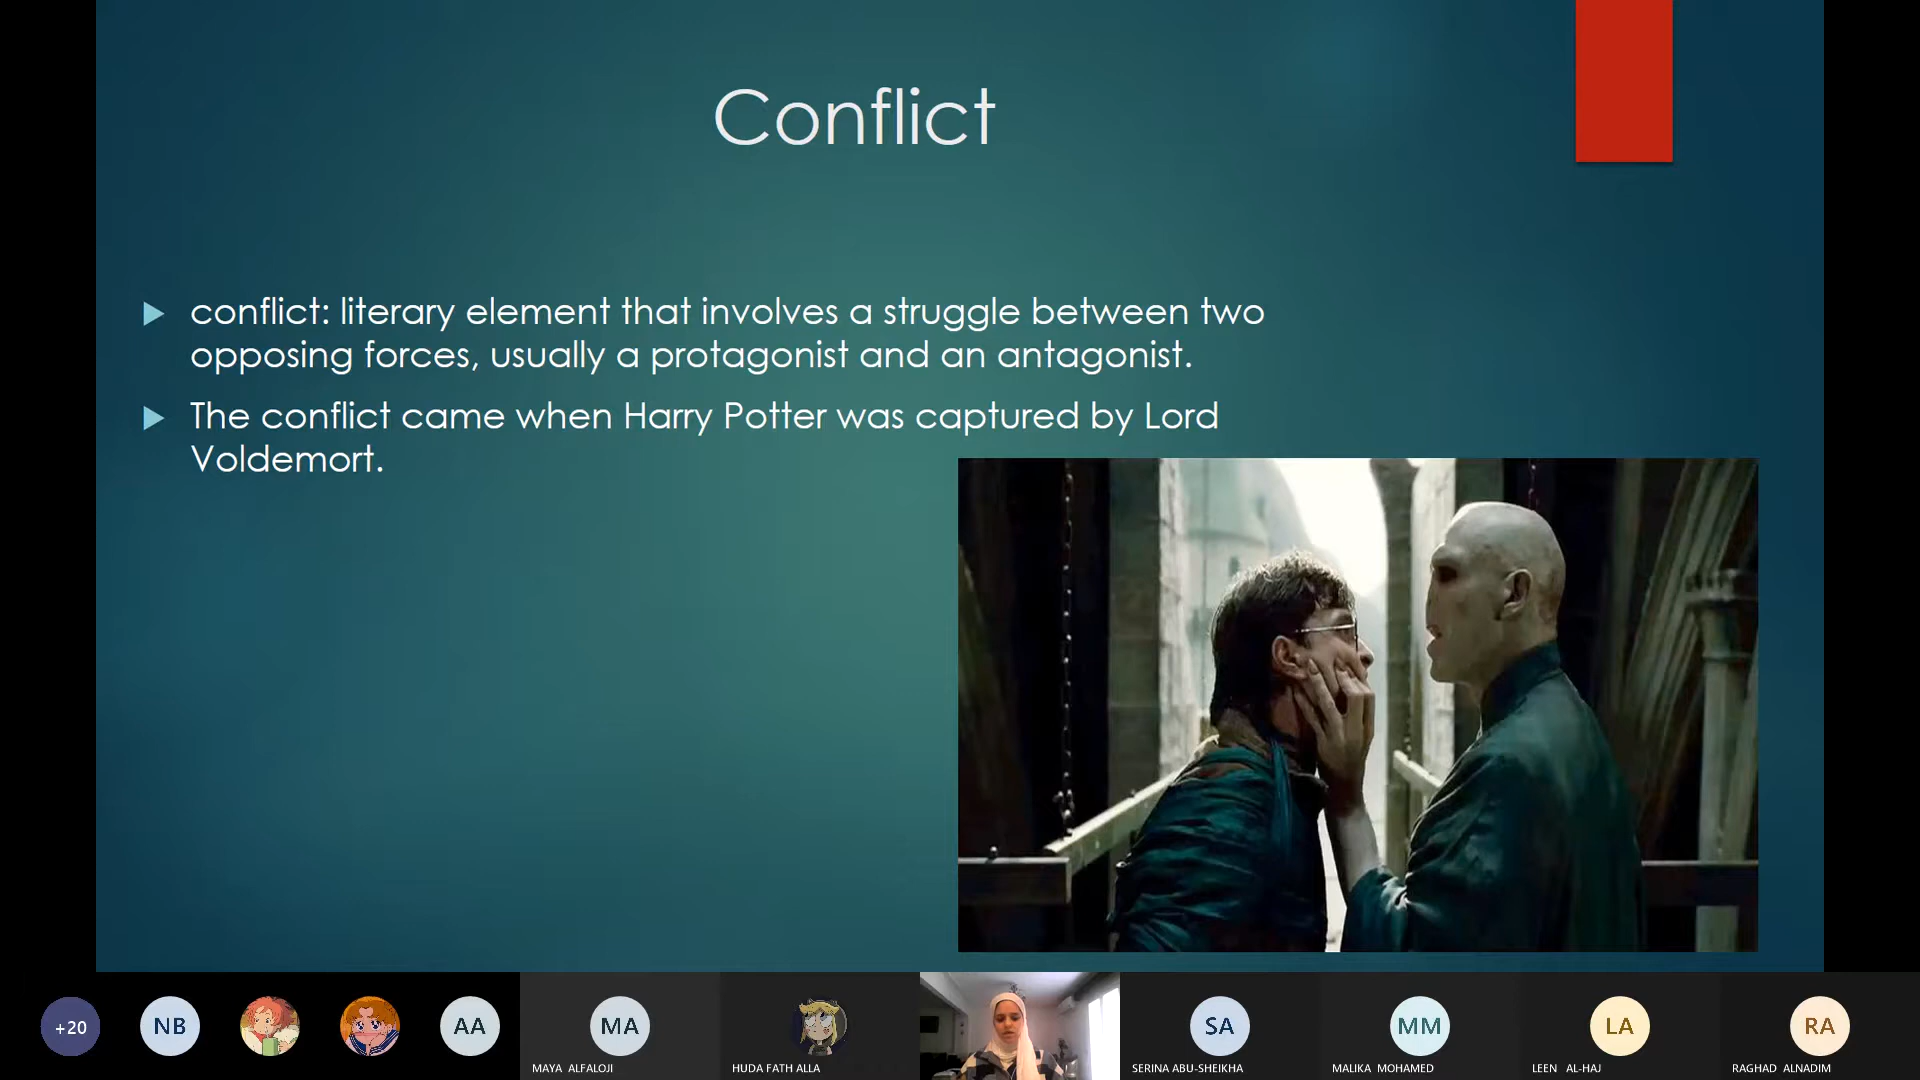 Conflict
conflict: literary element that involves a struggle between two
opposing forces, usually a protagonist and an antagonist.
The conflict came when Harry Potter was captured by Lord
Voldemort.
+20
NB
AA
MA
SA
MM
LA
RA
MAYA ALFALOJI
HUDA FATH ALLA
SERINA ABU-SHEIKHA
MALIKA MOHAMED
LEEN AL-HAJ
RAGHAD ALNADIM